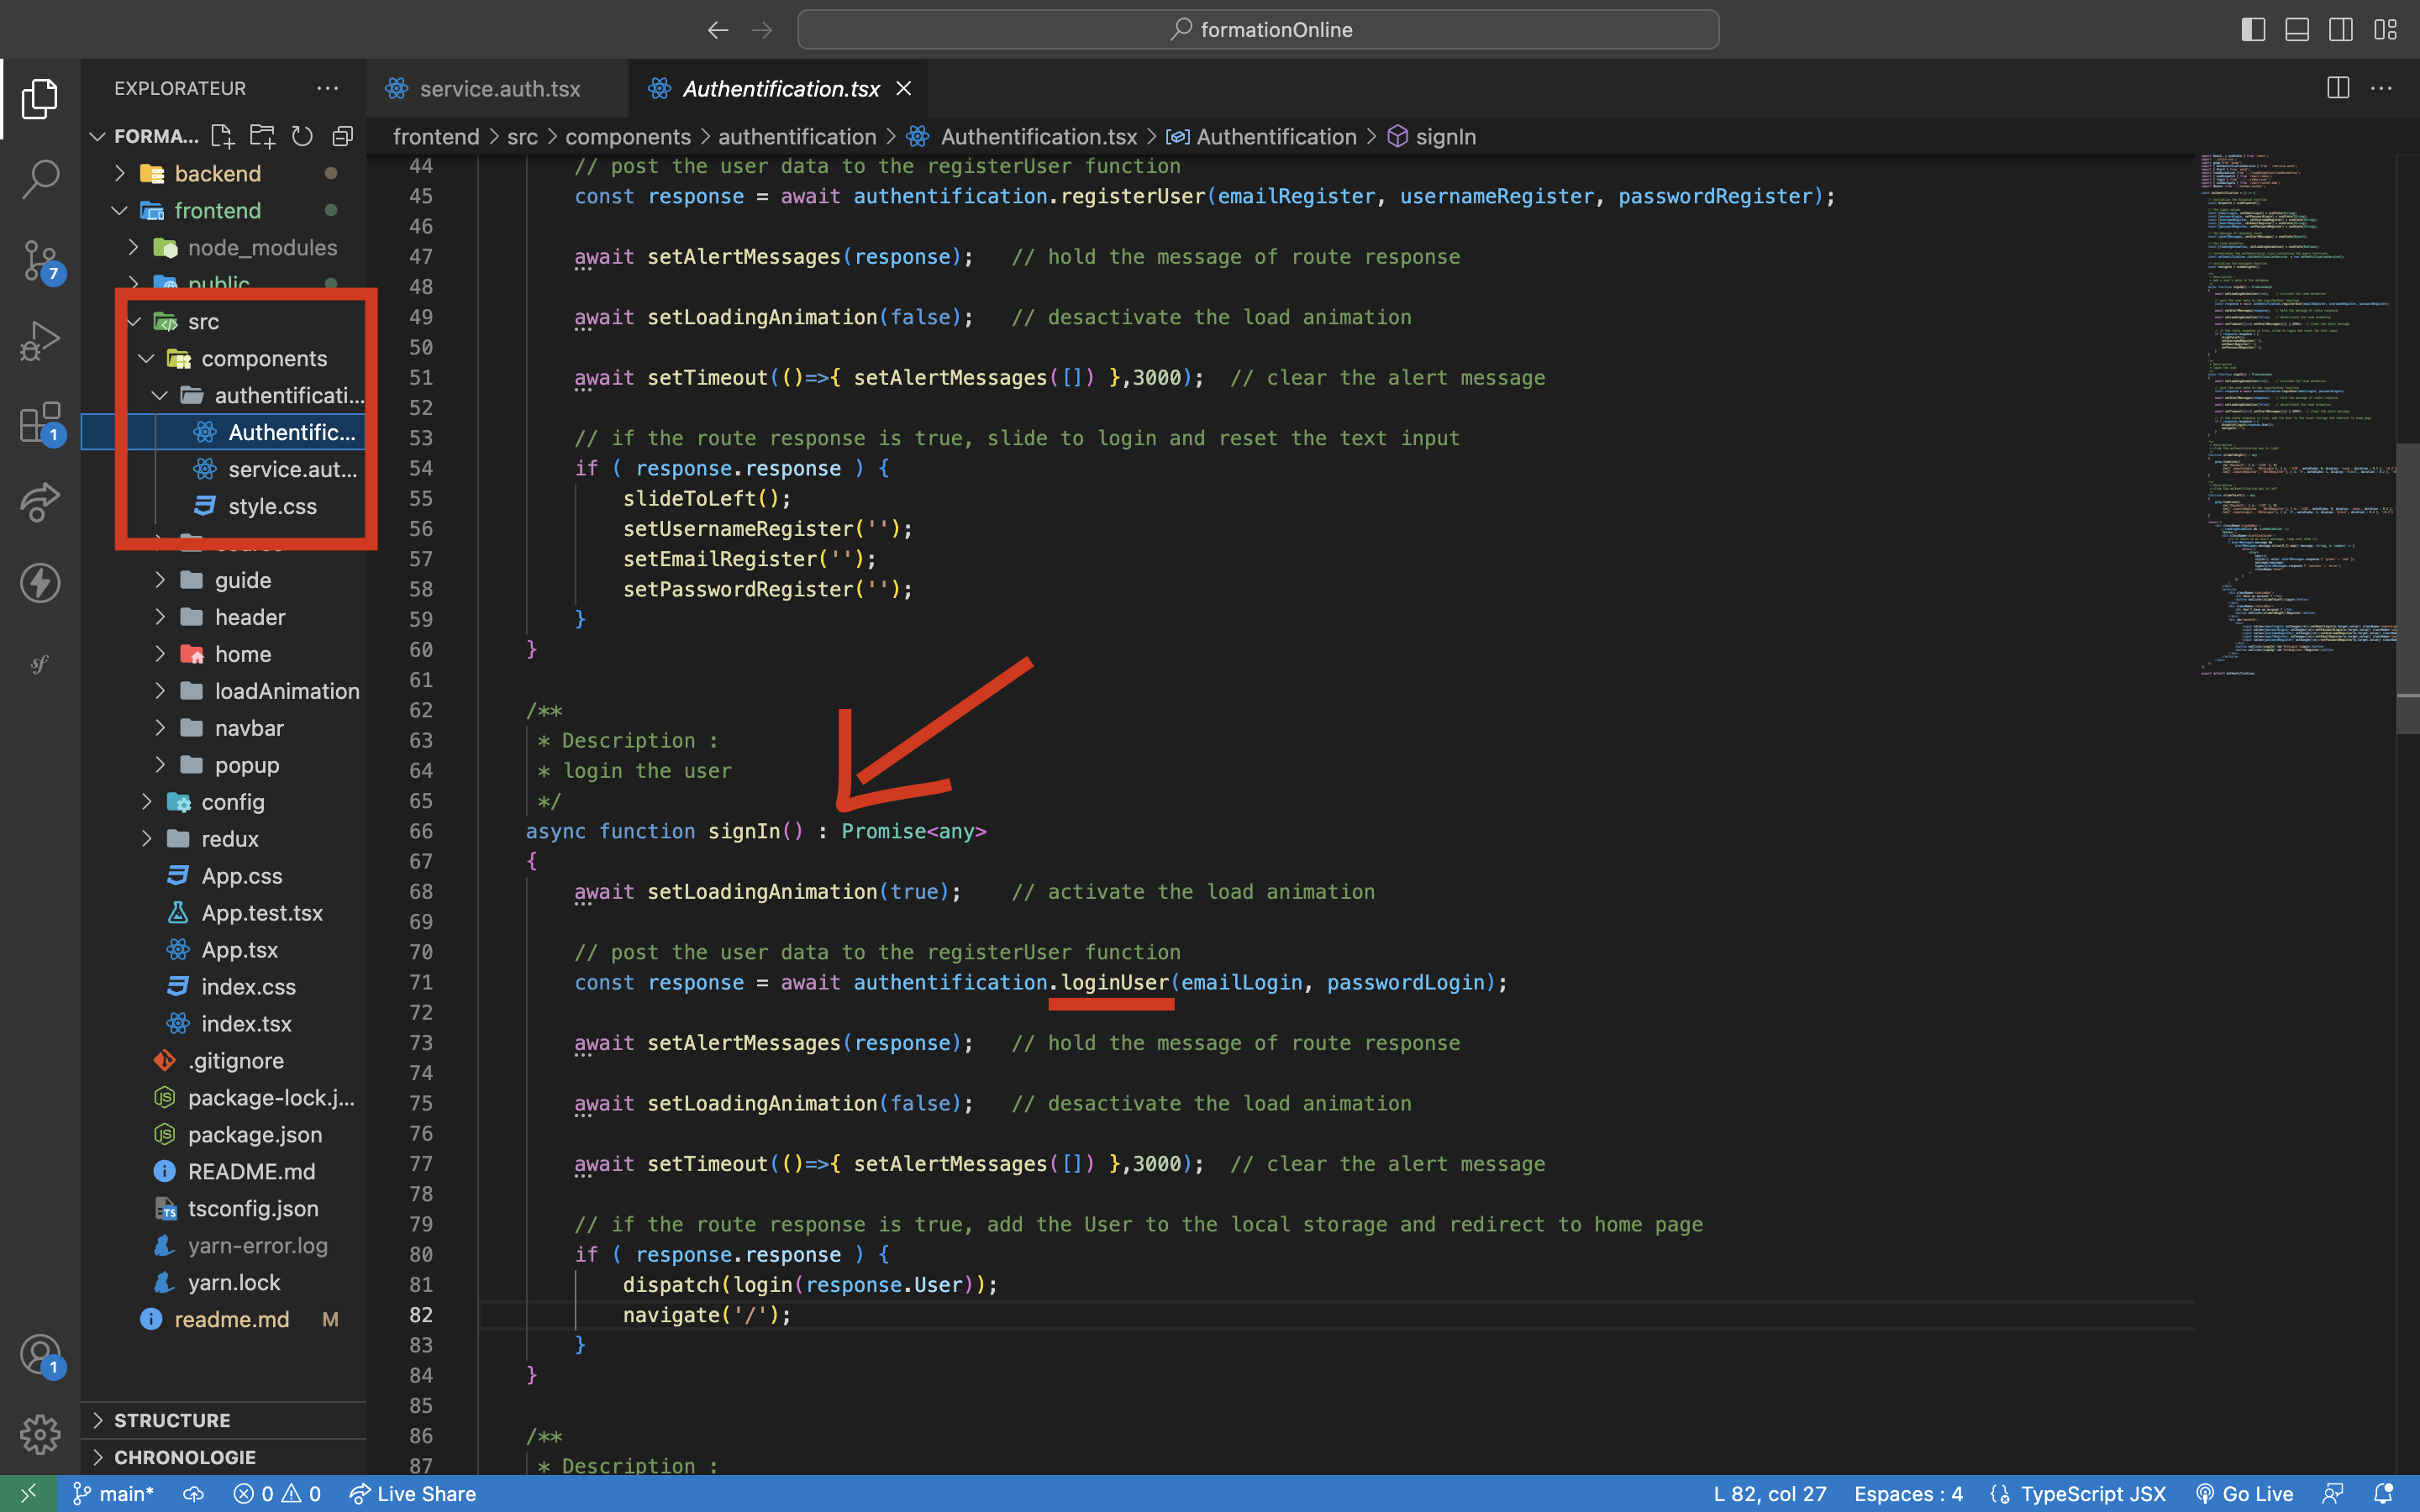 formationOnline
EXPLORATEUR
service.auth.tsx
Authentification.tsx
FORMA...
frontend > src > components > authentification > Authentification.tsx > Authentification > signIn
backend
frontend
node_modules
public
src
components
authentificati...
Authentific...
service.aut...
style.css
guide
header
home
loadAnimation
navbar
popup
config
redux
App.css
App.test.tsx
App.tsx
index.css
index.tsx
.gitignore
package-lock.j...
package.json
README.md
tsconfig.json
yarn-error.log
yarn.lock
readme.md M
STRUCTURE
CHRONOLOGIE
7
1
1
44 // post the user data to the registerUser function
45 const response = await authentification.registerUser(emailRegister, usernameRegister, passwordRegister);
46
47 await setAlertMessages(response); // hold the message of route response
48
49 await setLoadingAnimation(false); // desactivate the load animation
50
51 await setTimeout(()=>{ setAlertMessages([]) },3000); // clear the alert message
52
53 // if the route response is true, slide to login and reset the text input
54 if ( response.response ) {
55 slideToLeft();
56 setUsernameRegister('');
57 setEmailRegister('');
58 setPasswordRegister('');
59 }
60 }
61
62 /**
63 * Description :
64 * login the user
65 */
66 async function signIn() : Promise<any>
67 {
68 await setLoadingAnimation(true); // activate the load animation
69
70 // post the user data to the registerUser function
71 const response = await authentification.loginUser(emailLogin, passwordLogin);
72
73 await setAlertMessages(response); // hold the message of route response
74
75 await setLoadingAnimation(false); // desactivate the load animation
76
77 await setTimeout(()=>{ setAlertMessages([]) },3000); // clear the alert message
78
79 // if the route response is true, add the User to the local storage and redirect to home page
80 if ( response.response ) {
81 dispatch(login(response.User));
82 navigate('/');
83 }
84 }
85
86 /**
87 * Description :
main* 0 0 Live Share
L 82, col 27 Espaces : 4 TypeScript JSX Go Live